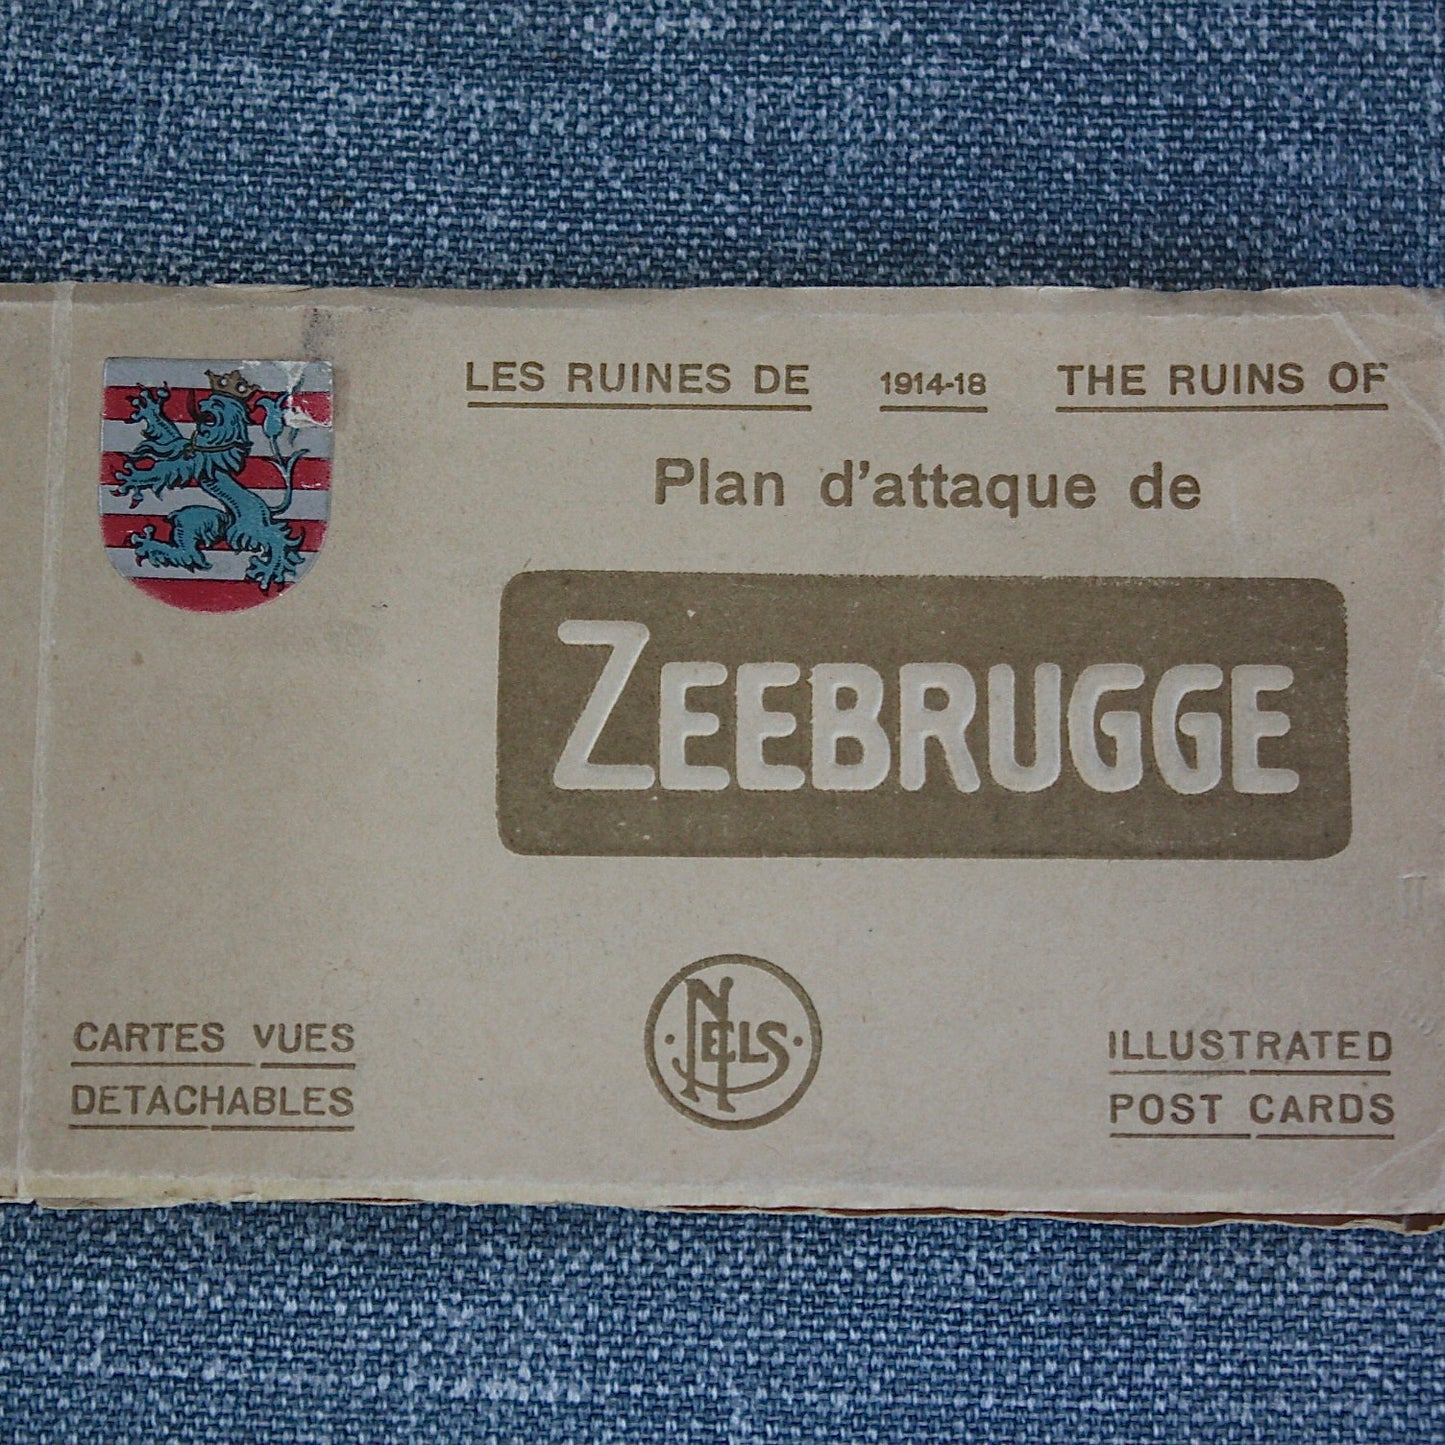 LES RUINES DE 1914-18 THE RUINS OF
Plan d'attaque de
ZEEBRUGGE
NELS
CARTES VUES
DETACHABLES
ILLUSTRATED
POST CARDS